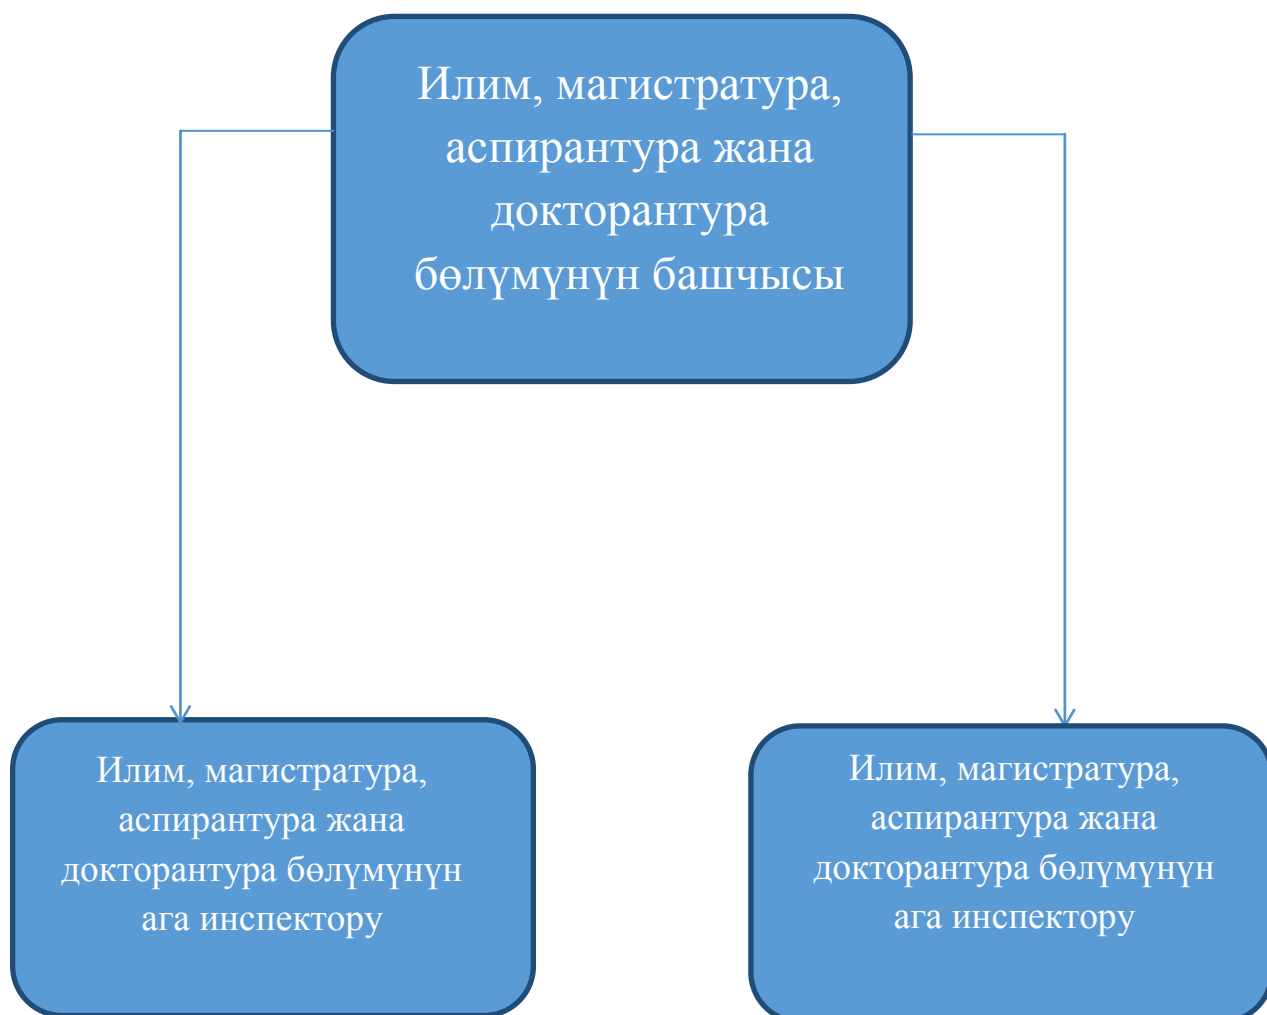 Илим, магистратура,
аспирантура жана
докторантура
бөлүмүнүн башчысы
Илим, магистратура,
аспирантура жана
докторантура бөлүмүнүн
ага инспектору
Илим, магистратура,
аспирантура жана
докторантура бөлүмүнүн
ага инспектору